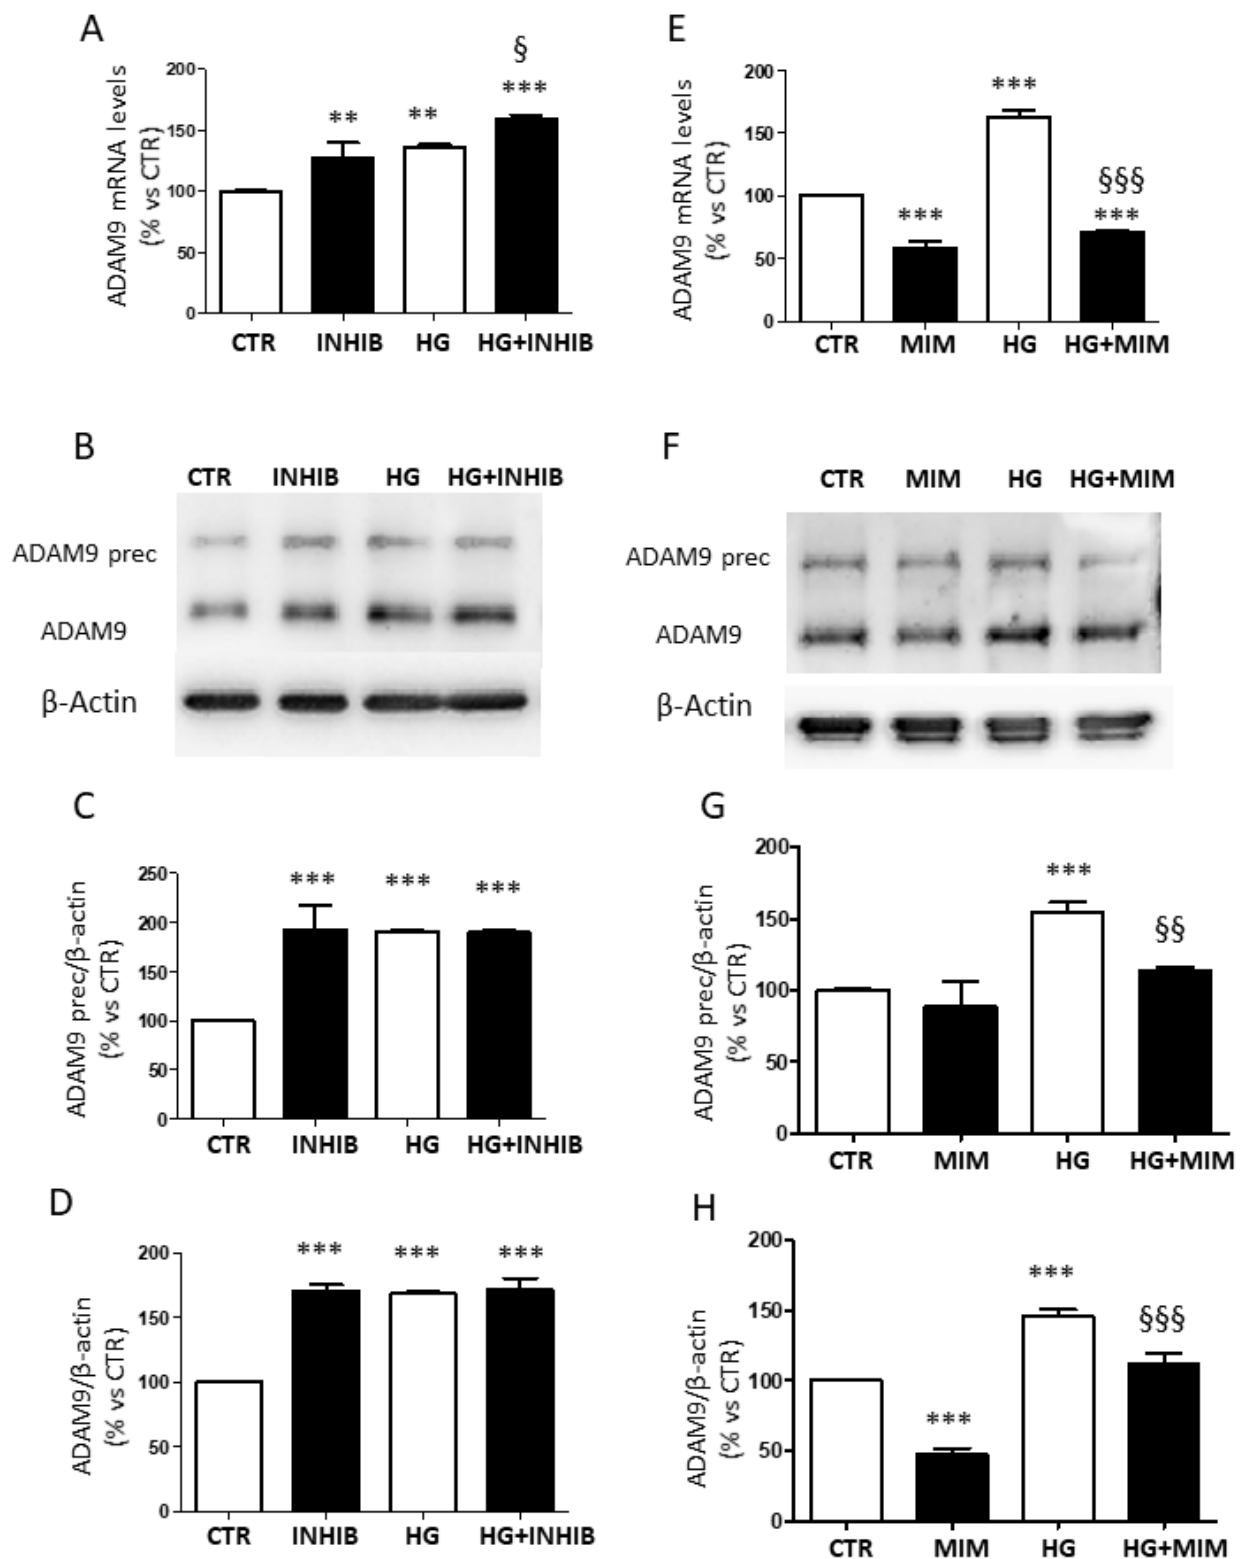 A
ADAM9 mRNA levels
(% vs CTR)
200
150
100
50
0
**
**
§
***
CTR INHIB HG HG+INHIB
E
ADAM9 mRNA levels
(% vs CTR)
200
150
100
50
0
***
***
§§§
***
CTR MIM HG HG+MIM
B
CTR INHIB HG HG+INHIB
ADAM9 prec
ADAM9
β-Actin
F
CTR MIM HG HG+MIM
ADAM9 prec
ADAM9
β-Actin
C
ADAM9 prec/β-actin
(% vs CTR)
250
200
150
100
50
0
***
***
***
CTR INHIB HG HG+INHIB
G
ADAM9 prec/β-actin
(% vs CTR)
200
150
100
50
0
***
§§
CTR MIM HG HG+MIM
D
ADAM9/β-actin
(% vs CTR)
200
150
100
50
0
***
***
***
CTR INHIB HG HG+INHIB
H
ADAM9/β-actin
(% vs CTR)
200
150
100
50
0
***
***
§§§
CTR MIM HG HG+MIM